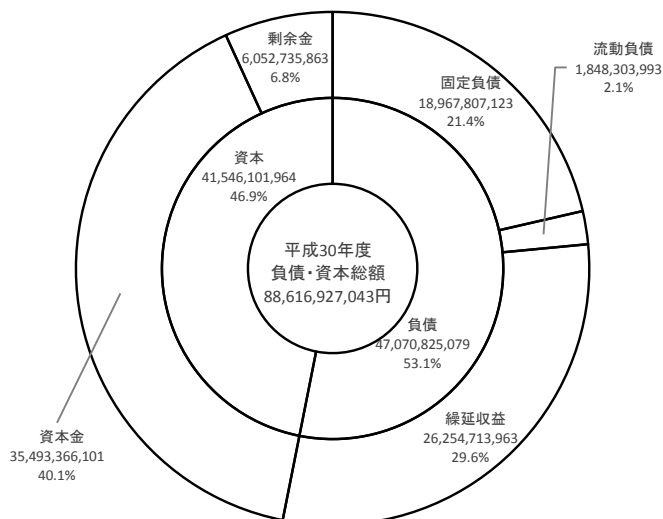 剰余金
6,052,735,863
6.8%
固定負債
18,967,807,123
21.4%
流動負債
1,848,303,993
2.1%
資本
41,546,101,964
46.9%
平成30年度
負債・資本総額
88,616,927,043円
負債
47,070,825,079
53.1%
繰延収益
26,254,713,963
29.6%
資本金
35,493,366,101
40.1%